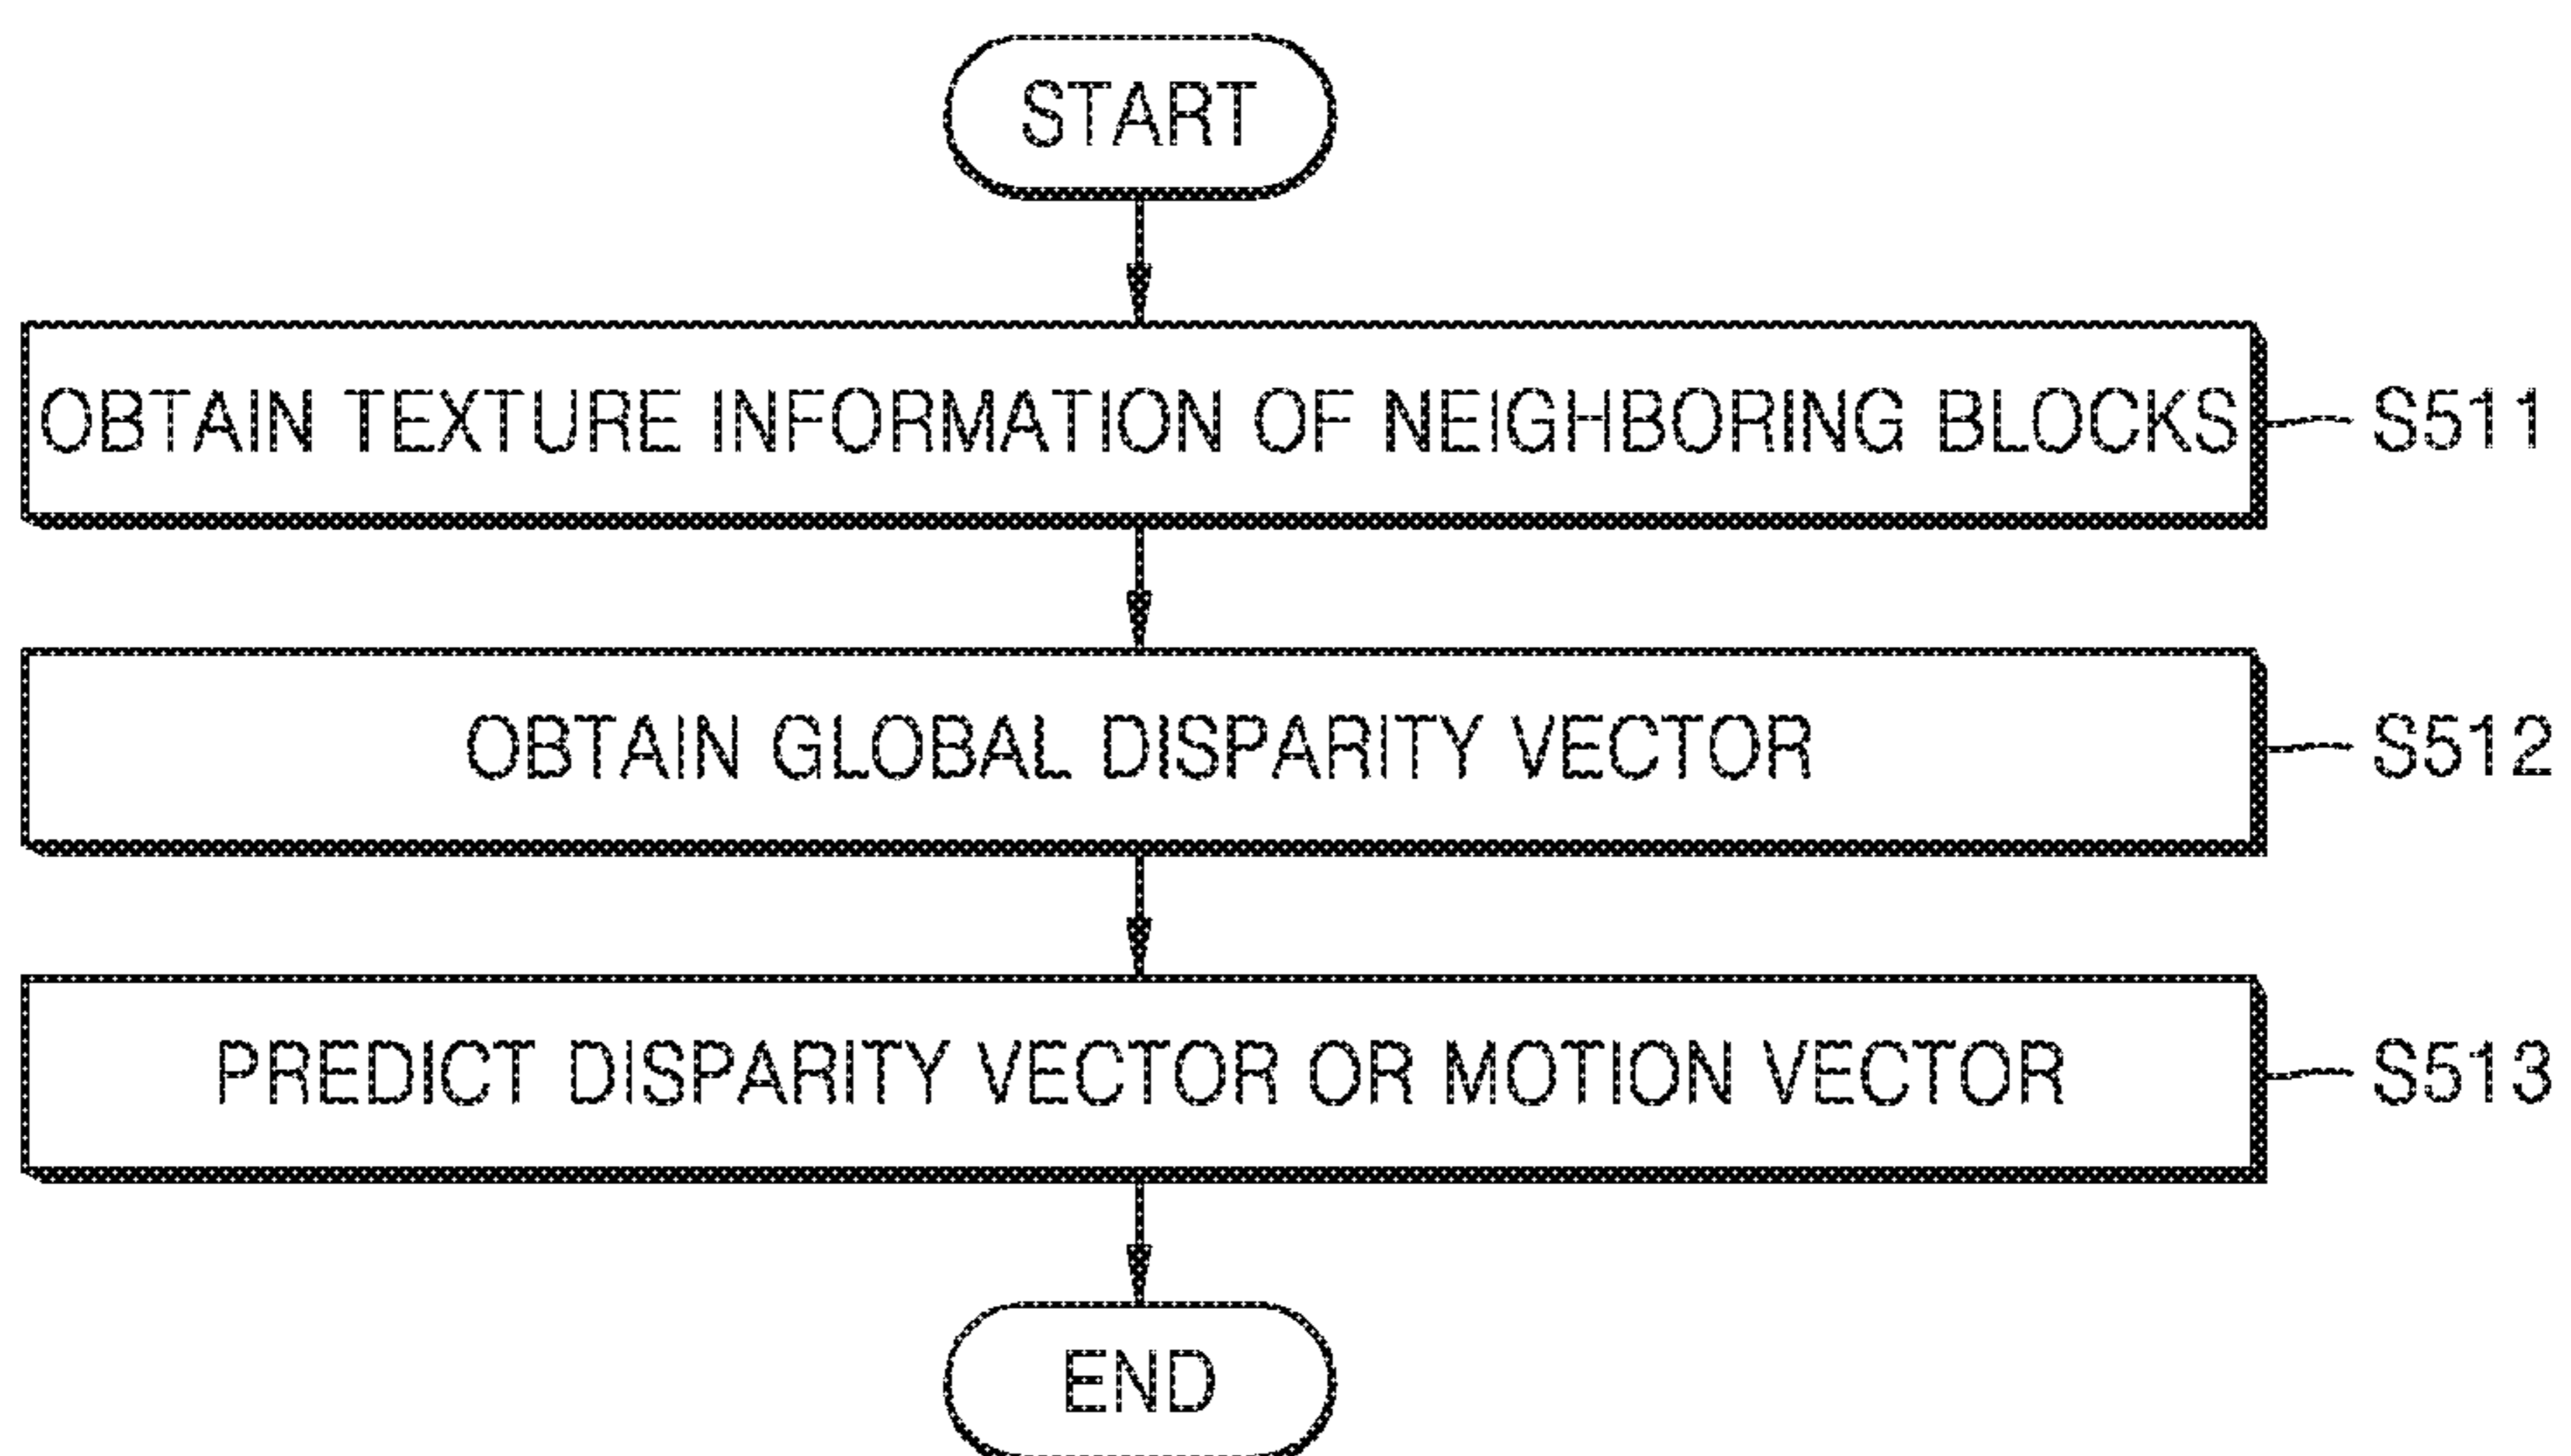 START
OBTAIN TEXTURE INFORMATION OF NEIGHBORING BLOCKS S511
OBTAIN GLOBAL DISPARITY VECTOR S512
PREDICT DISPARITY VECTOR OR MOTION VECTOR S513
END